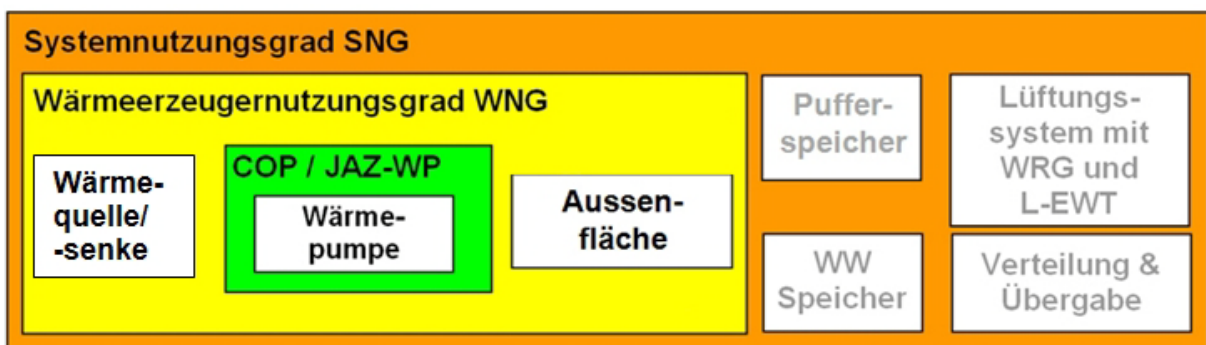 Systemnutzungsgrad SNG
Wärmeerzeugernutzungsgrad WNG
Wärme-
quelle/
-senke
COP / JAZ-WP
Wärme-
pumpe
Aussen-
fläche
Puffer-
speicher
WW
Speicher
Lüftungs-
system mit
WRG und
L-EWT
Verteilung &
Übergabe